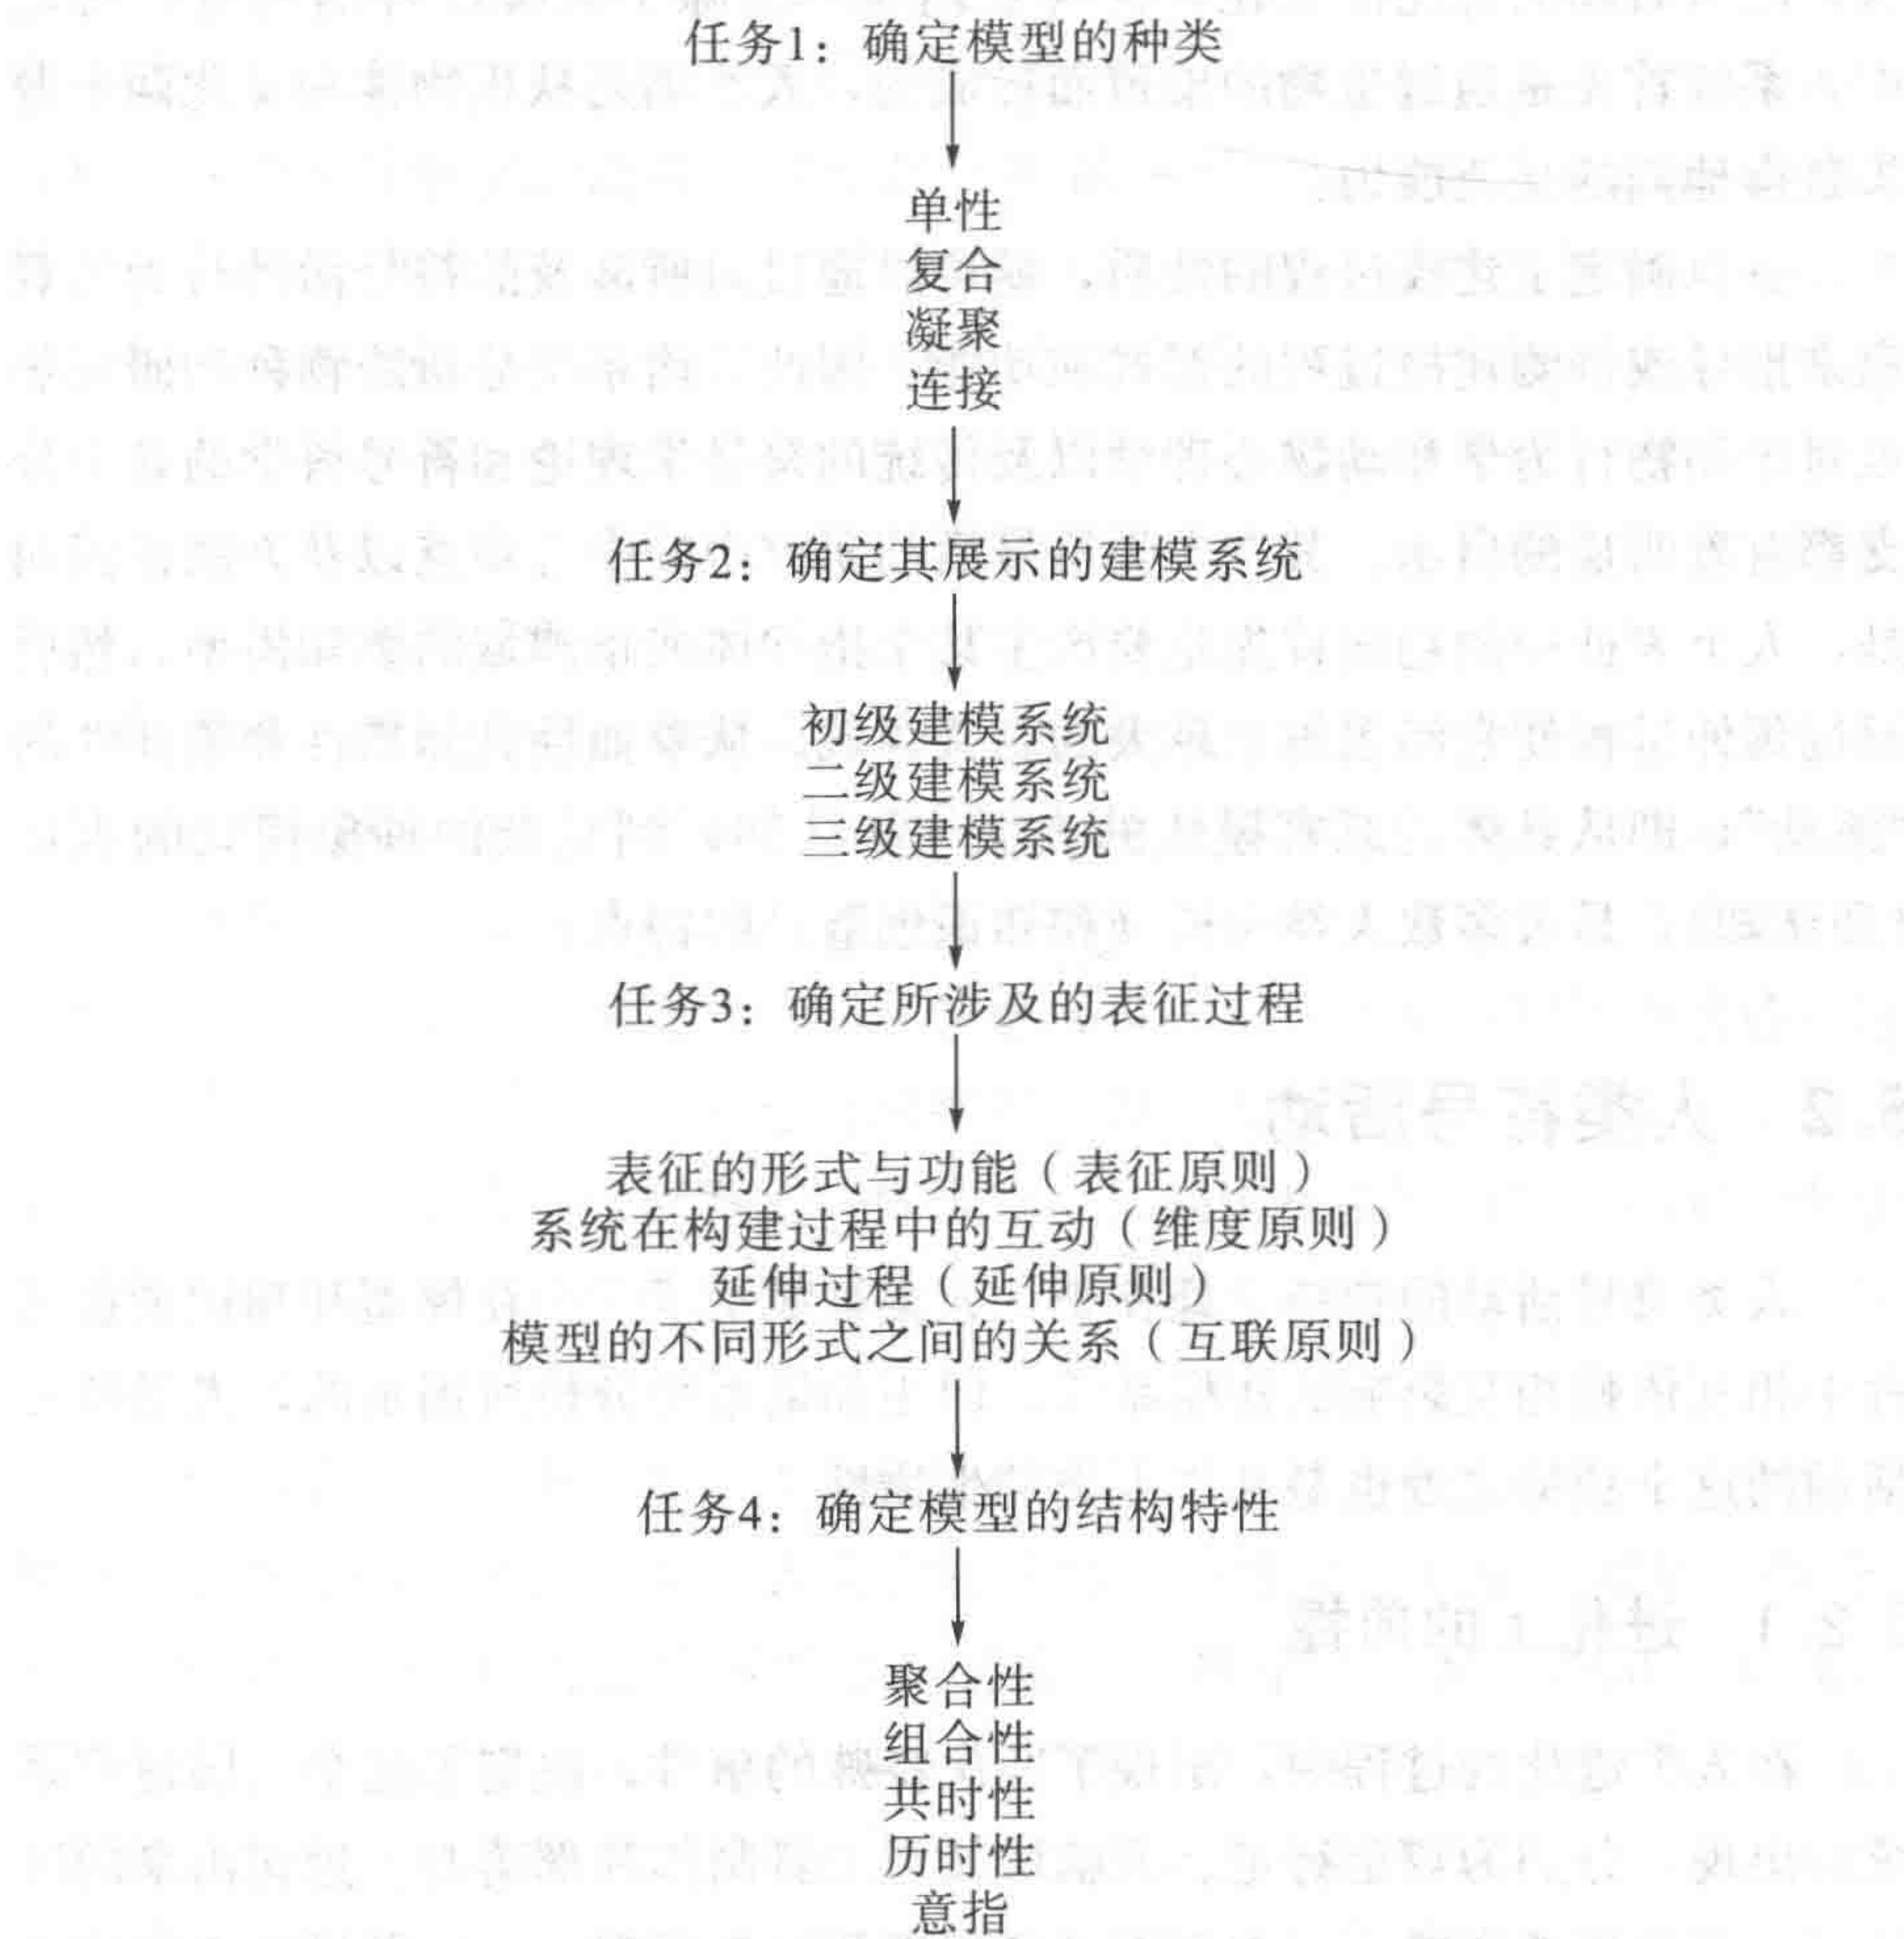 任务1：确定模型的种类
单性
复合
凝聚
连接
任务2：确定其展示的建模系统
初级建模系统
二级建模系统
三级建模系统
任务3：确定所涉及的表征过程
表征的形式与功能（表征原则）
系统在构建过程中的互动（维度原则）
延伸过程（延伸原则）
模型的不同形式之间的关系（互联原则）
任务4：确定模型的结构特性
聚合性
组合性
共时性
历时性
意指